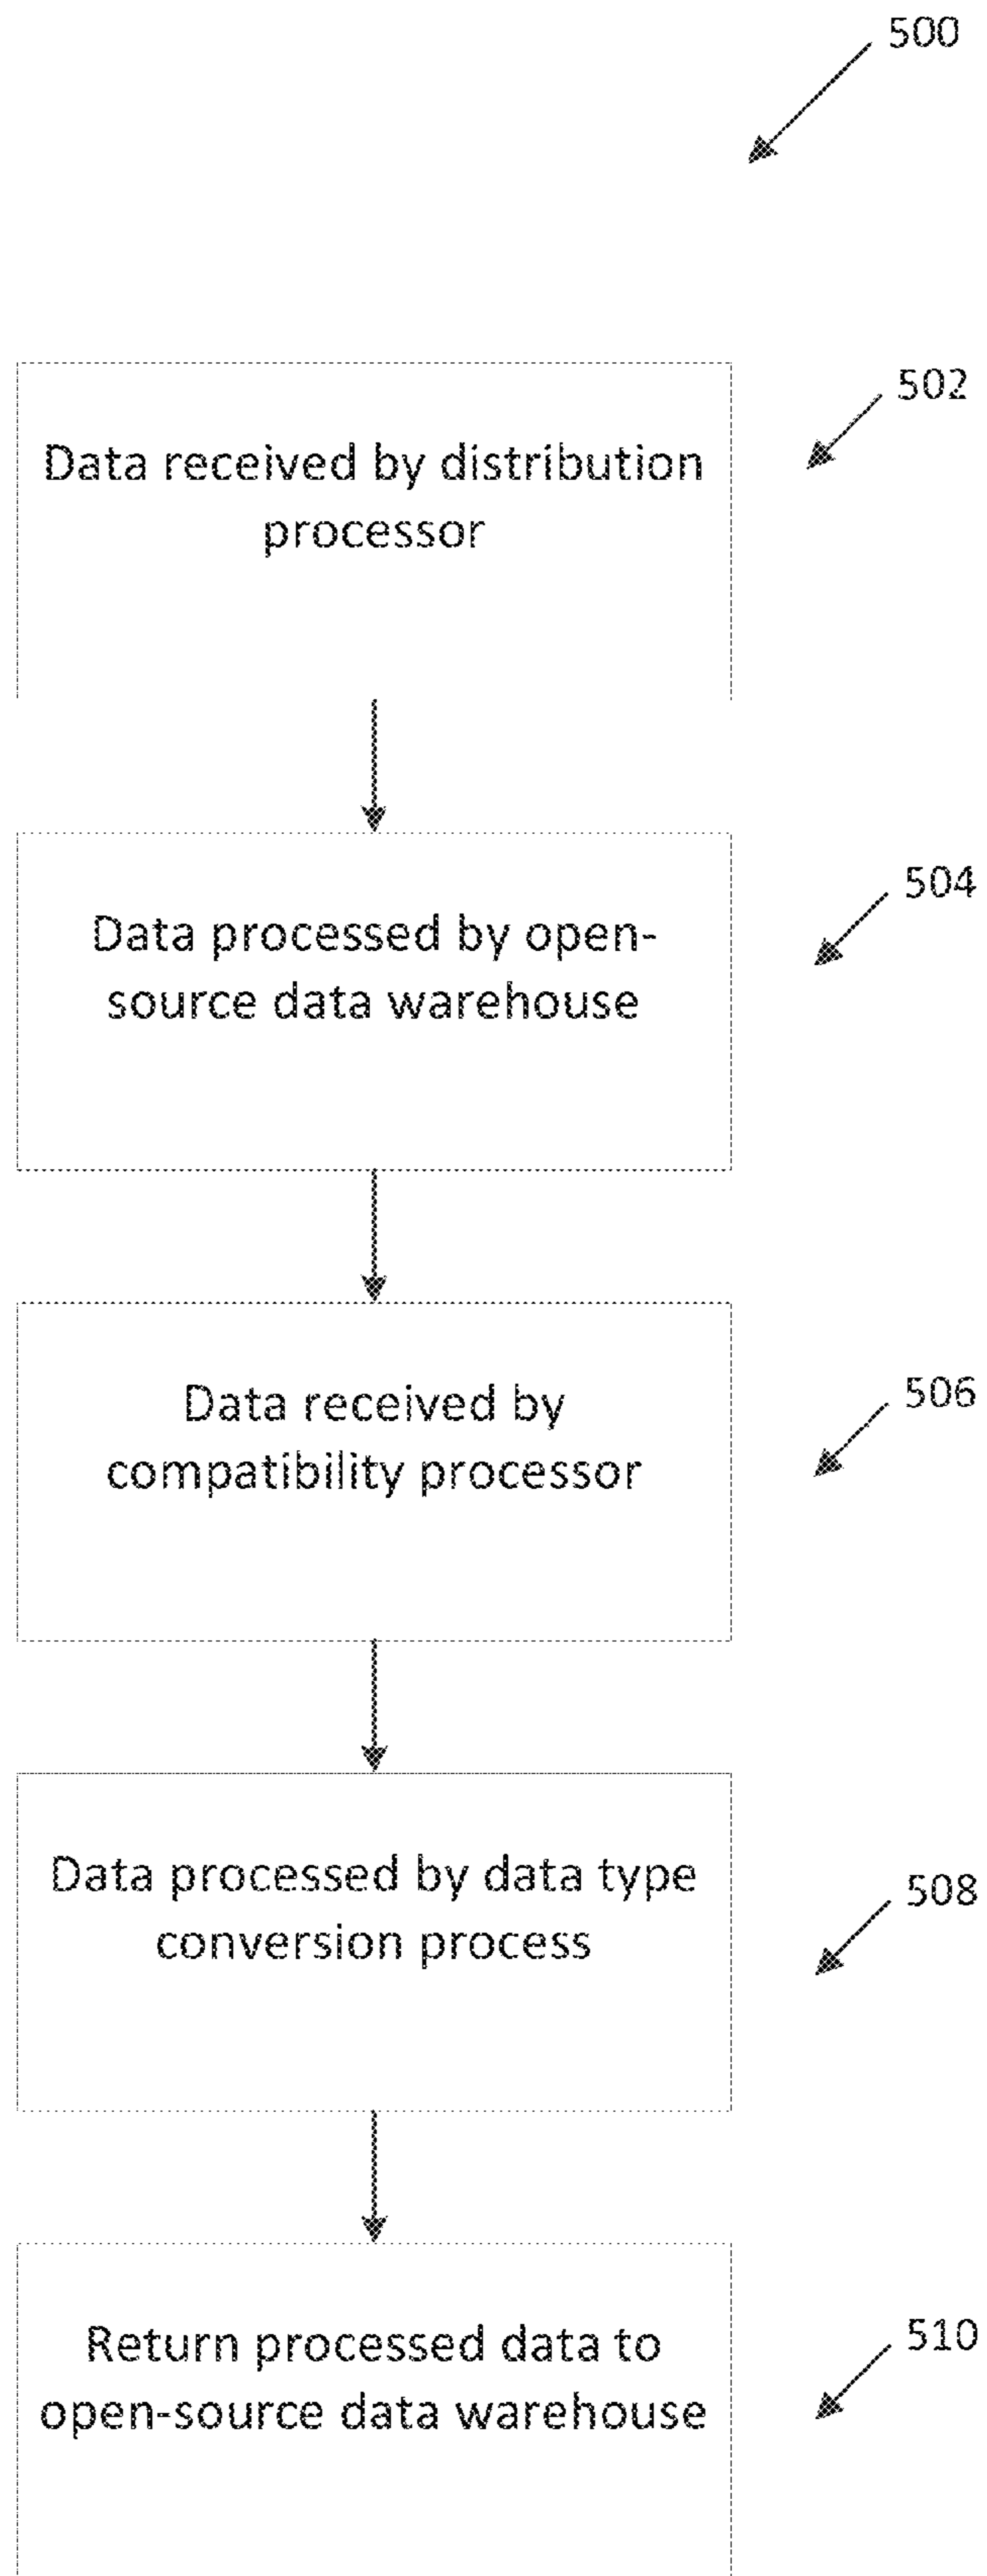 500
502
Data received by distribution
processor
504
Data processed by open-
source data warehouse
506
Data received by
compatibility processor
508
Data processed by data type
conversion process
510
Return processed data to
open-source data warehouse